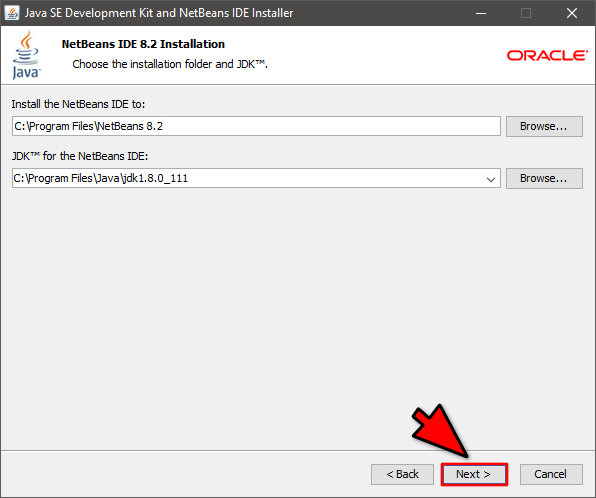 Java SE Development Kit and NetBeans IDE Installer
NetBeans IDE 8.2 Installation
Choose the installation folder and JDK™.
Java™
ORACLE®
Install the NetBeans IDE to:
C:\Program Files\NetBeans 8.2
Browse...
JDK™ for the NetBeans IDE:
C:\Program Files\Java\jdk1.8.0_111
Browse...
< Back
Next >
Cancel